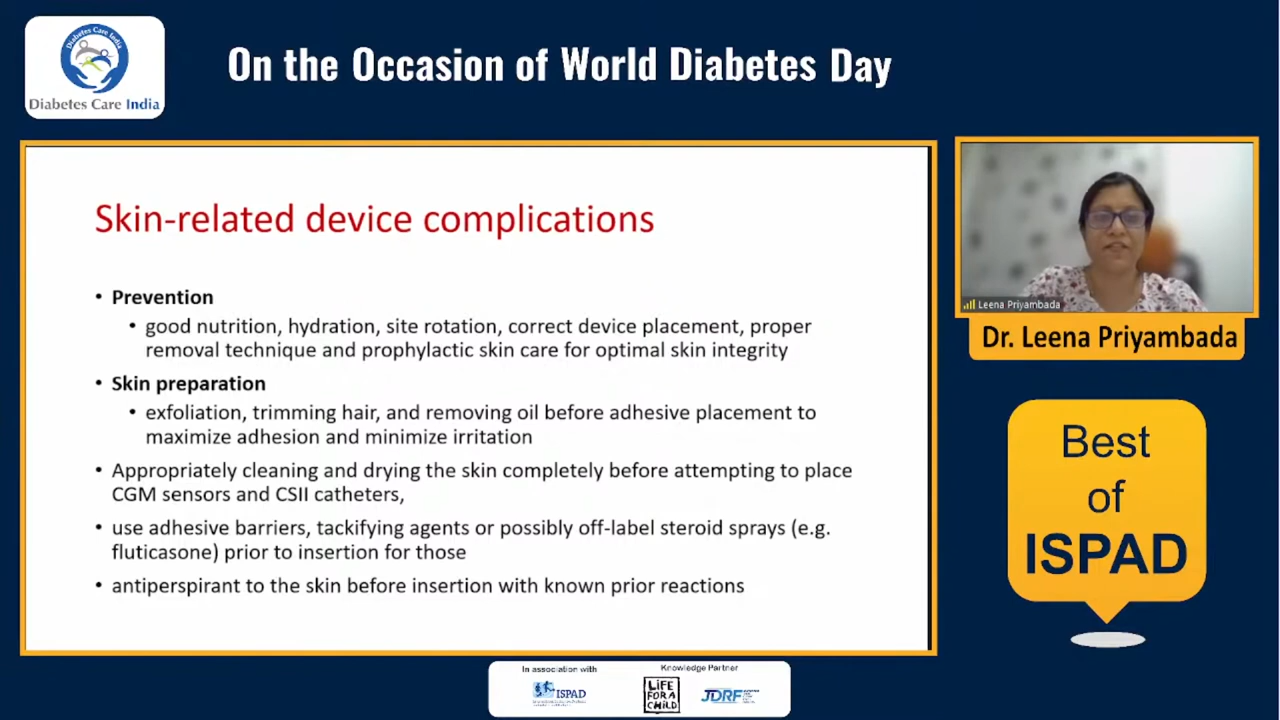 Diabetes Care India
Diabetes Care India
On the Occasion of World Diabetes Day
Skin-related device complications
• Prevention
• good nutrition, hydration, site rotation, correct device placement, proper
removal technique and prophylactic skin care for optimal skin integrity
• Skin preparation
• exfoliation, trimming hair, and removing oil before adhesive placement to
maximize adhesion and minimize irritation
• Appropriately cleaning and drying the skin completely before attempting to place
CGM sensors and CSII catheters,
• use adhesive barriers, tackifying agents or possibly off-label steroid sprays (e.g.
fluticasone) prior to insertion for those
• antiperspirant to the skin before insertion with known prior reactions
Leena Priyambada
Dr. Leena Priyambada
Best
of
ISPAD
In association with
ISPAD
Knowledge Partner
LIFE
FOR A
CHILD
JDRF